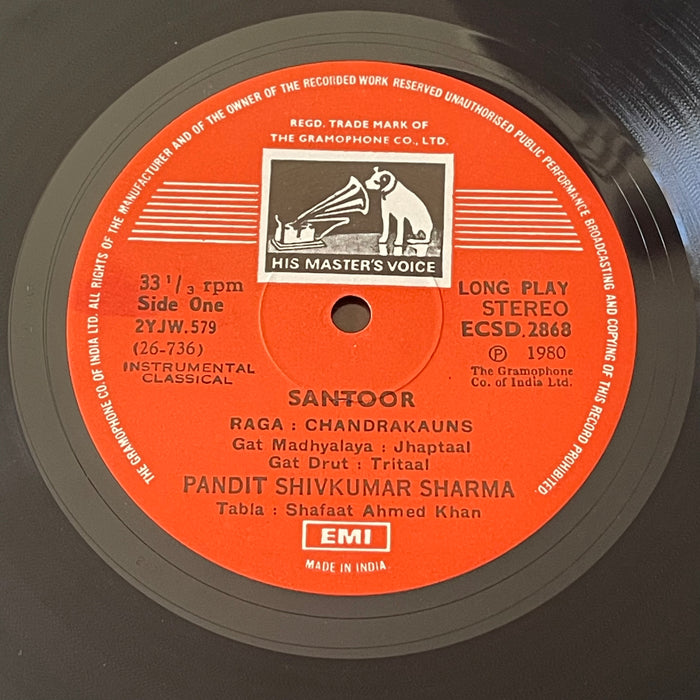 THE GRAMOPHONE CO. OF INDIA LTD. ALL RIGHTS OF THE MANUFACTURER AND OF THE OWNER OF THE RECORDED WORK RESERVED UNAUTHORISED PUBLIC PERFORMANCE BROADCASTING AND COPYING OF THIS RECORD PROHIBITED
REGD. TRADE MARK OF
THE GRAMOPHONE CO., LTD.
HIS MASTER'S VOICE
33 1/3 rpm
Side One
2YJW.579
(26-736)
INSTRUMENTAL
CLASSICAL
LONG PLAY
STEREO
ECSD.2868
Ⓟ 1980
The Gramophone
Co. of India Ltd.
SANTOOR
RAGA : CHANDRAKAUNS
Gat Madhyalaya : Jhaptaal
Gat Drut : Tritaal
PANDIT SHIVKUMAR SHARMA
Tabla : Shafaat Ahmed Khan
EMI
MADE IN INDIA